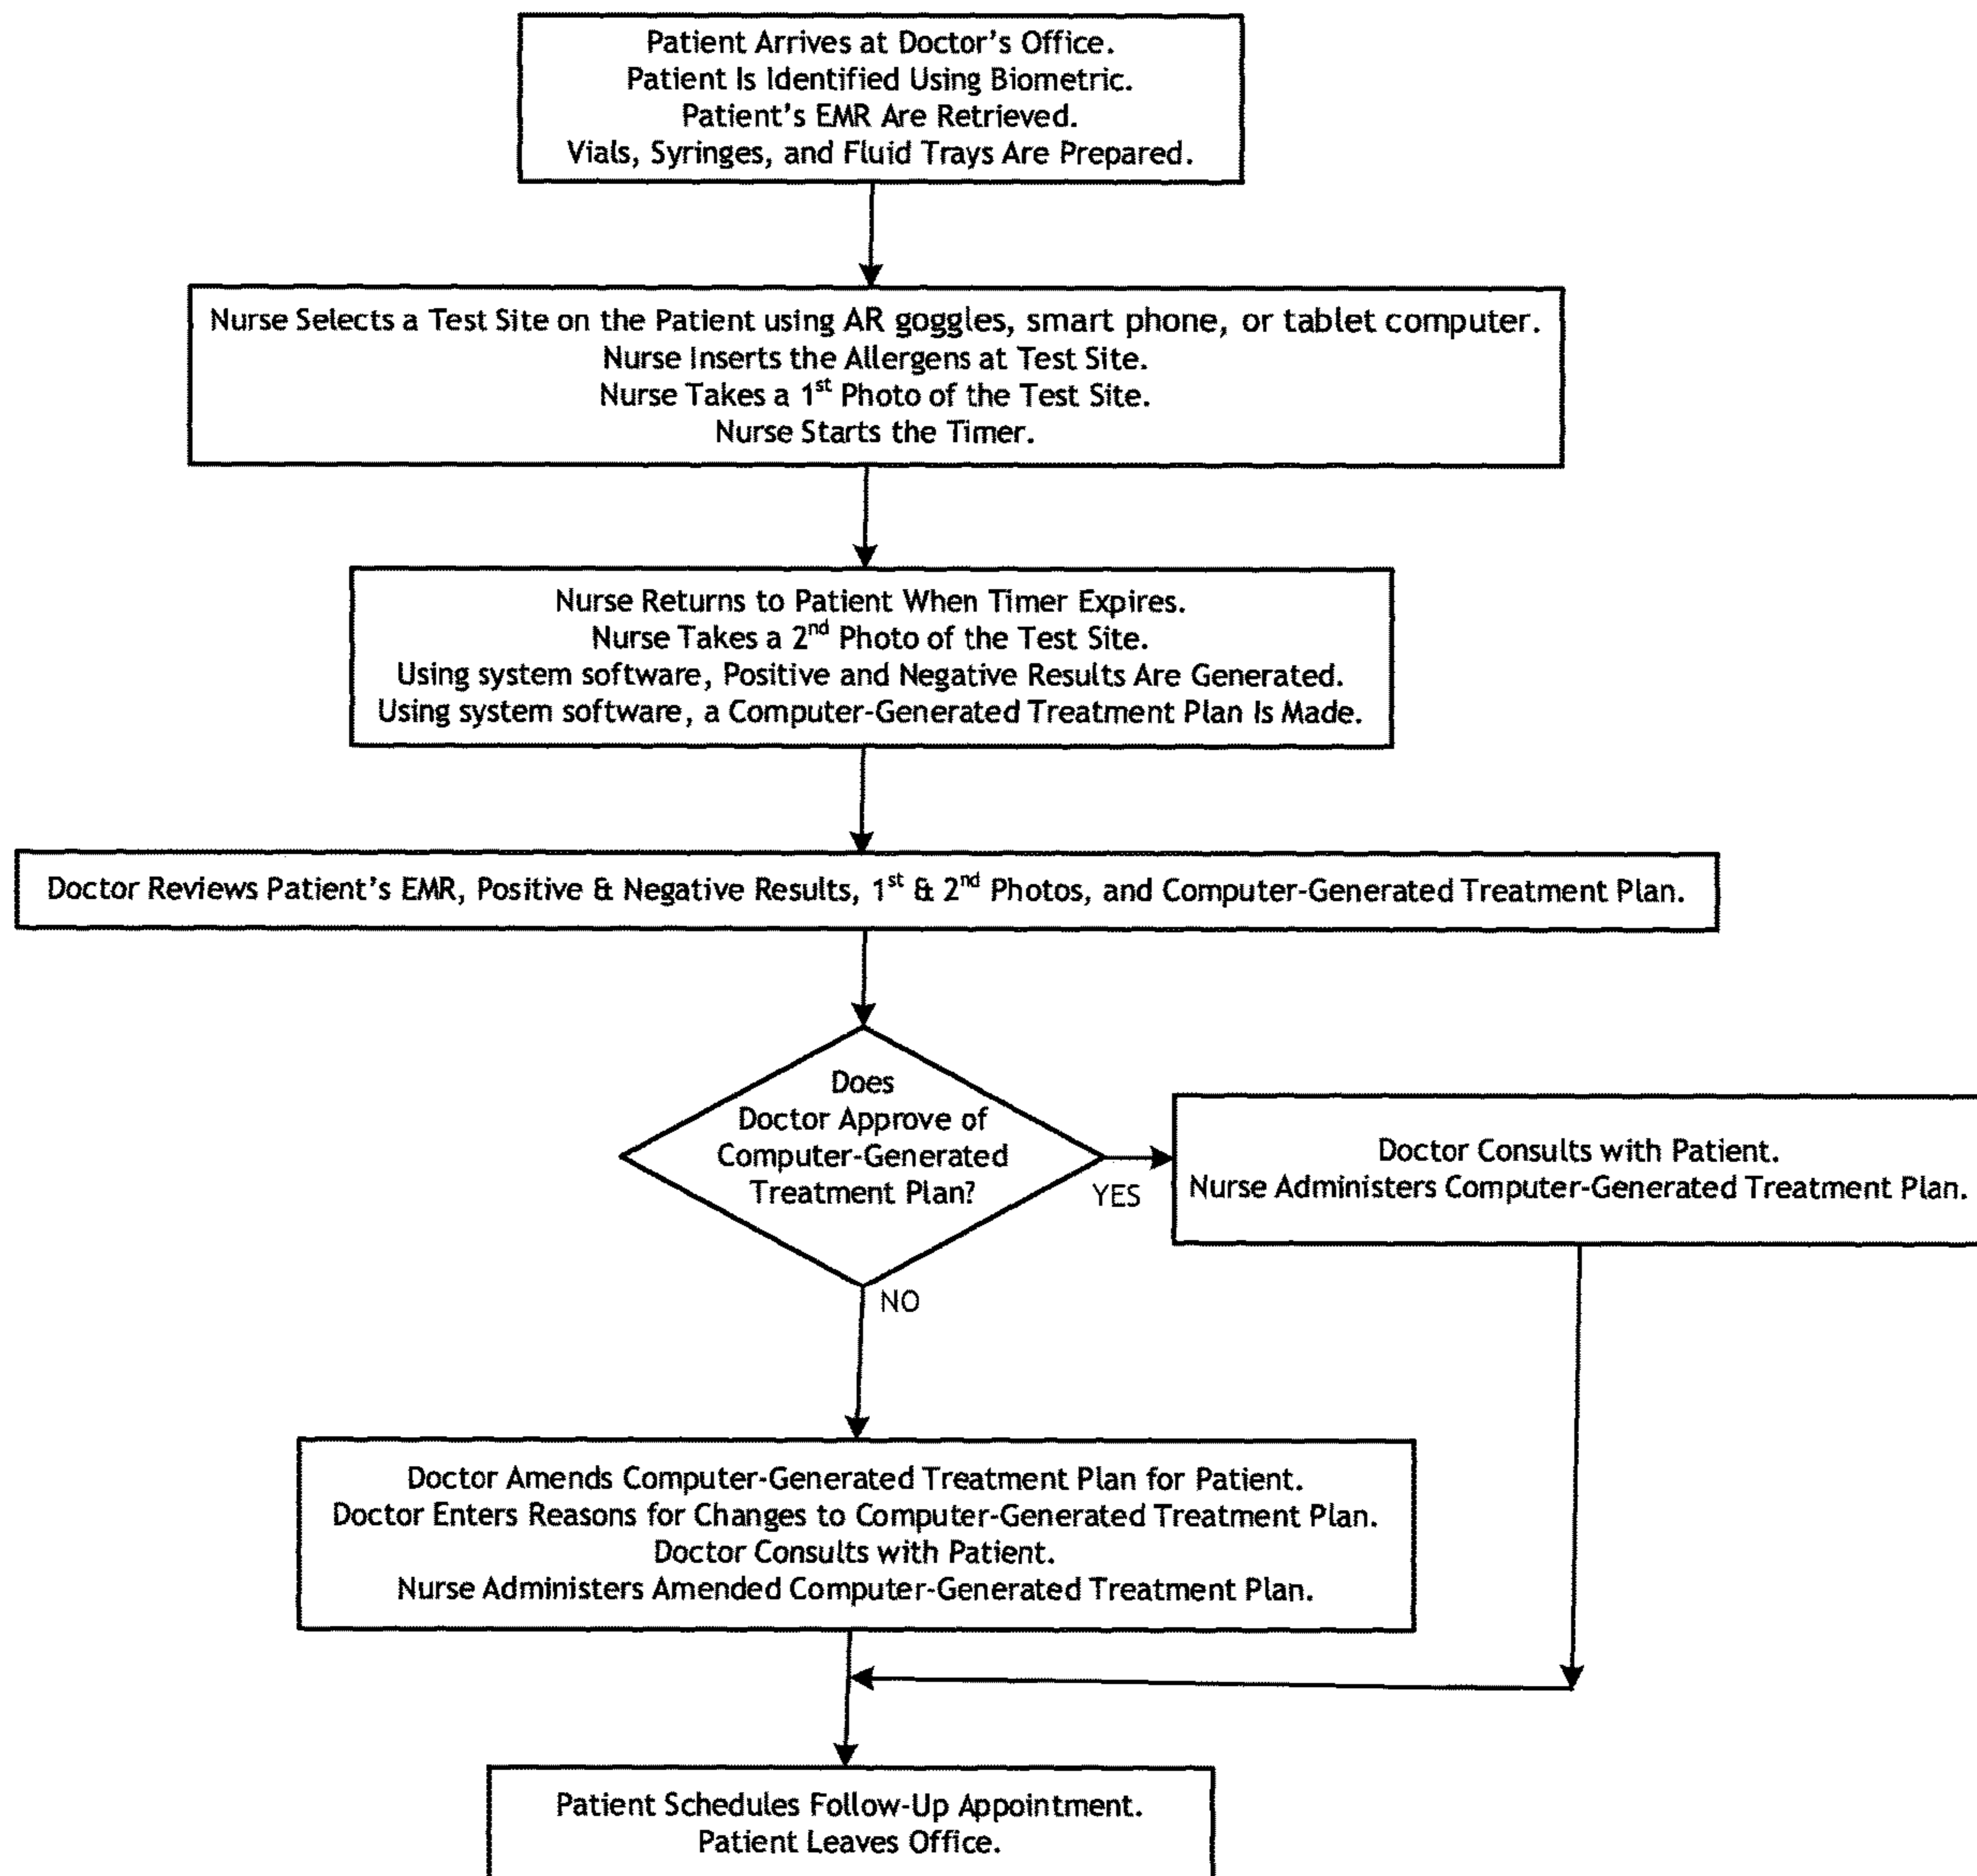 Patient Arrives at Doctor's Office.
Patient Is Identified Using Biometric.
Patient's EMR Are Retrieved.
Vials, Syringes, and Fluid Trays Are Prepared.
Nurse Selects a Test Site on the Patient using AR goggles, smart phone, or tablet computer.
Nurse Inserts the Allergens at Test Site.
Nurse Takes a 1st Photo of the Test Site.
Nurse Starts the Timer.
Nurse Returns to Patient When Timer Expires.
Nurse Takes a 2nd Photo of the Test Site.
Using system software, Positive and Negative Results Are Generated.
Using system software, a Computer-Generated Treatment Plan Is Made.
Doctor Reviews Patient's EMR, Positive & Negative Results, 1st & 2nd Photos, and Computer-Generated Treatment Plan.
Does
Doctor Approve of
Computer-Generated
Treatment Plan?
YES
Doctor Consults with Patient.
Nurse Administers Computer-Generated Treatment Plan.
NO
Doctor Amends Computer-Generated Treatment Plan for Patient.
Doctor Enters Reasons for Changes to Computer-Generated Treatment Plan.
Doctor Consults with Patient.
Nurse Administers Amended Computer-Generated Treatment Plan.
Patient Schedules Follow-Up Appointment.
Patient Leaves Office.